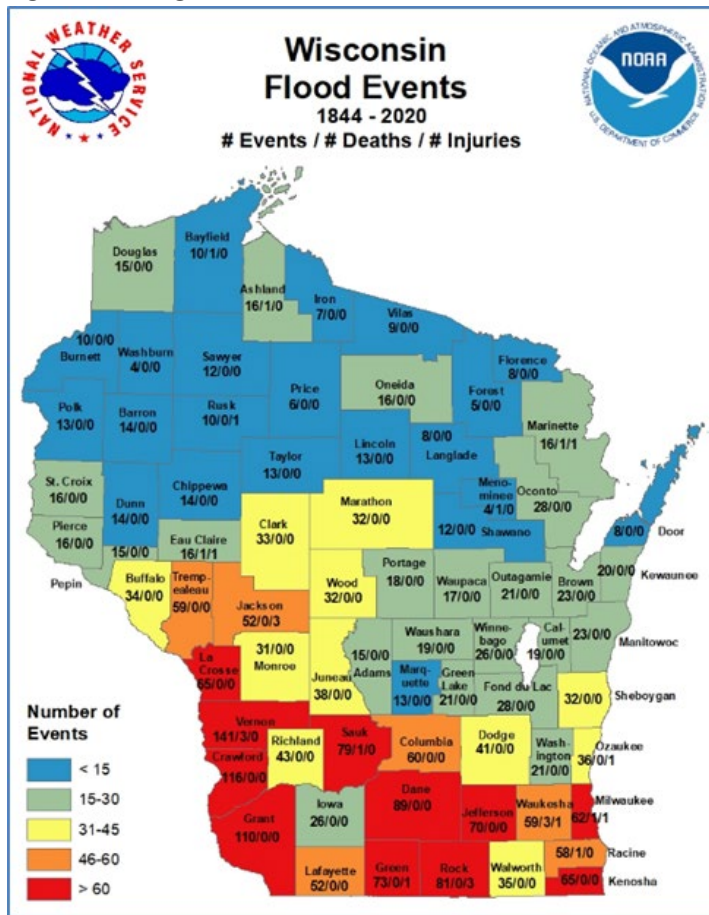 NATIONAL WEATHER SERVICE
Wisconsin
Flood Events
1844 - 2020
# Events / # Deaths / # Injuries
NATIONAL OCEANIC AND ATMOSPHERIC ADMINISTRATION
NOAA
U.S. DEPARTMENT OF COMMERCE
Douglas
15/0/0
Bayfield
10/1/0
Ashland
16/1/0
Iron
7/0/0
Vilas
9/0/0
10/0/0
Burnett
Washburn
4/0/0
Sawyer
12/0/0
Price
6/0/0
Oneida
16/0/0
Forest
5/0/0
Florence
8/0/0
Marinette
16/1/1
Polk
13/0/0
Barron
14/0/0
Rusk
10/0/1
Taylor
13/0/0
Lincoln
13/0/0
8/0/0
Langlade
Meno-
minee
4/1/0
Oconto
28/0/0
St. Croix
16/0/0
Dunn
14/0/0
Chippewa
14/0/0
Clark
33/0/0
Marathon
32/0/0
12/0/0
Shawano
8/0/0
Door
Pierce
16/0/0
15/0/0
Pepin
Eau Claire
16/1/1
Buffalo
34/0/0
Tremp-
ealeau
59/0/0
Jackson
52/0/3
Wood
32/0/0
Portage
18/0/0
Waupaca
17/0/0
Outagamie
21/0/0
Brown
23/0/0
20/0/0
Kewaunee
La
Crosse
65/0/0
31/0/0
Monroe
Juneau
38/0/0
15/0/0
Adams
Waushara
19/0/0
Winne-
bago
26/0/0
Cal-
umet
19/0/0
23/0/0
Manitowoc
Marq-
uette
13/0/0
Green
Lake
21/0/0
Fond du Lac
28/0/0
32/0/0
Sheboygan
Vernon
141/3/0
Crawford
116/0/0
Richland
43/0/0
Sauk
79/1/0
Columbia
60/0/0
Dodge
41/0/0
Wash-
ington
21/0/0
Ozaukee
36/0/1
Grant
110/0/0
Iowa
26/0/0
Dane
89/0/0
Jefferson
70/0/0
Waukesha
59/3/1
Milwaukee
62/1/1
Lafayette
52/0/0
Green
73/0/1
Rock
81/0/3
Walworth
35/0/0
58/1/0
Racine
65/0/0
Kenosha
Number of
Events
< 15
15-30
31-45
46-60
> 60